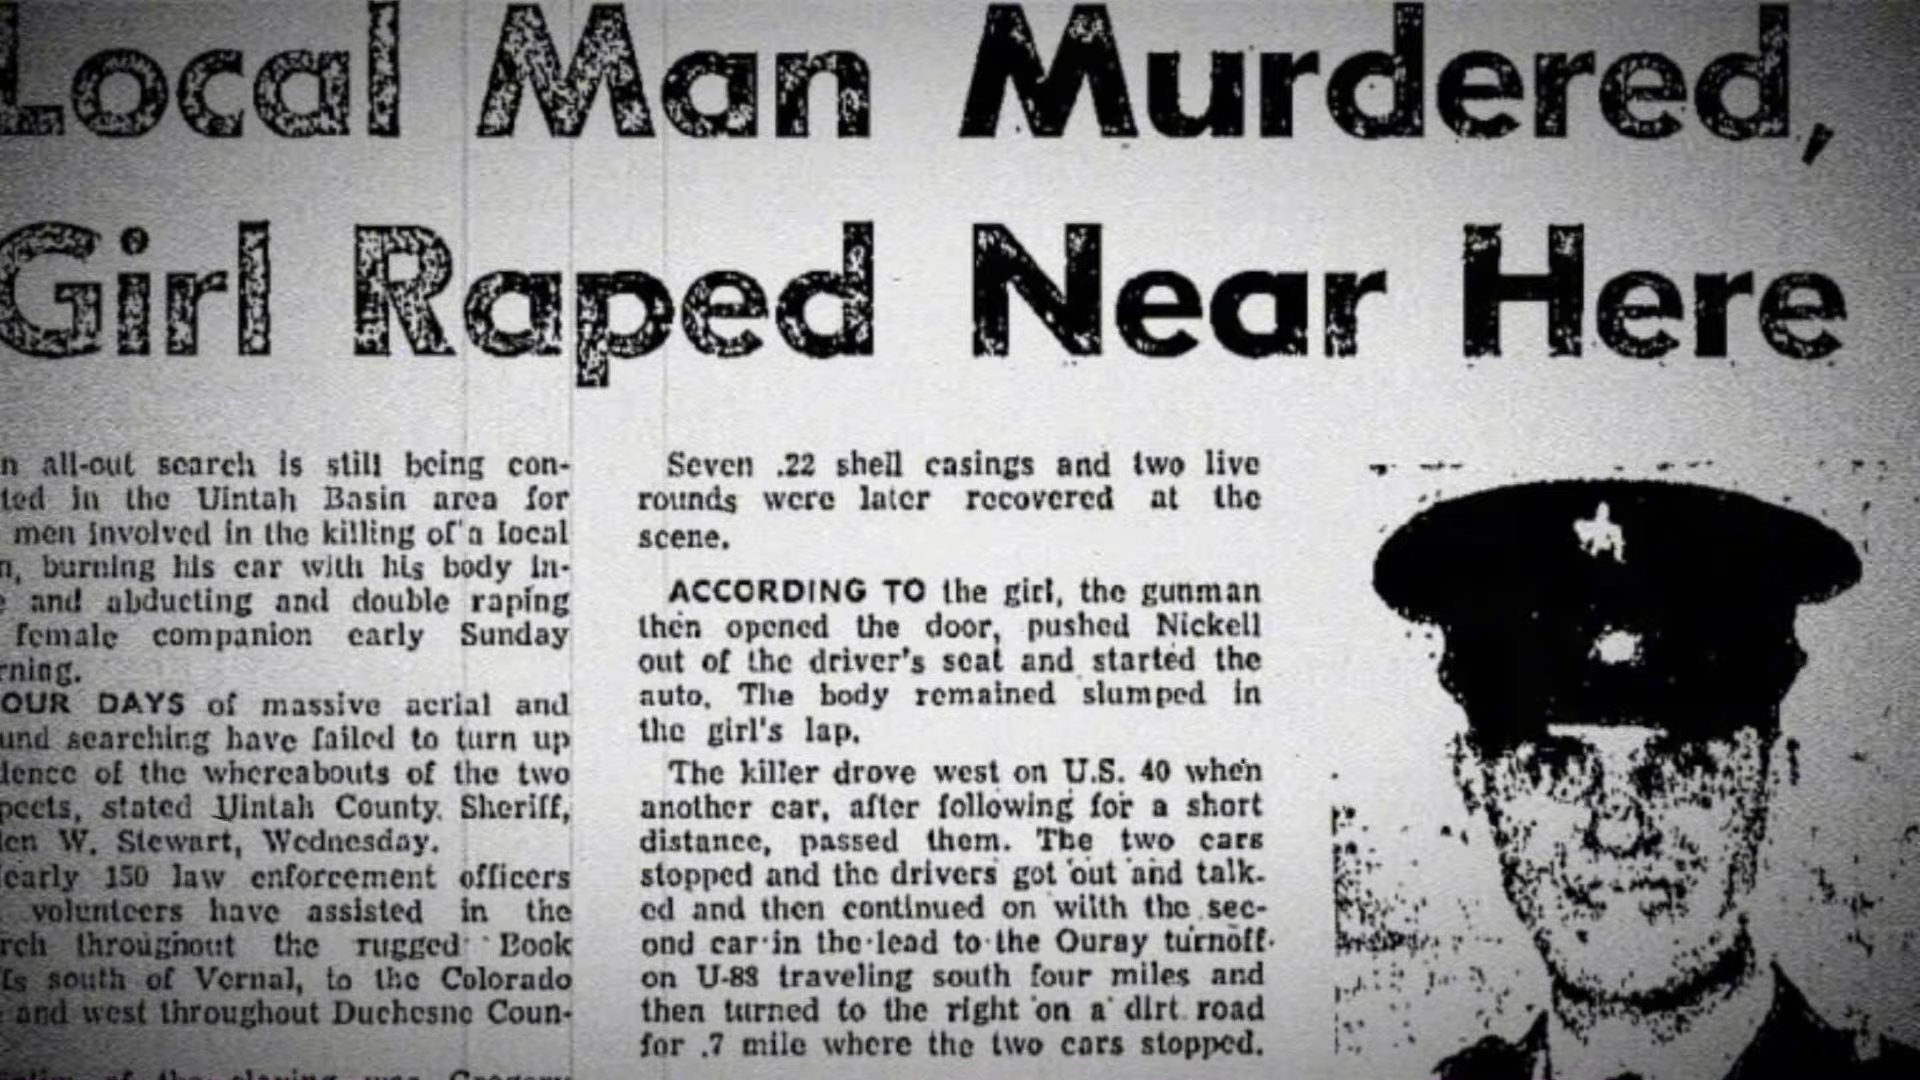 Local Man Murdered,
Girl Raped Near Here
n all-out search is still being con-
ted in the Uintah Basin area for
men involved in the killing of a local
n, burning his car with his body in-
e and abducting and double raping
female companion early Sunday
rning.
OUR DAYS of massive aerial and
und searching have failed to turn up
dence of the whereabouts of the two
pects, stated Uintah County Sheriff,
den W. Stewart, Wednesday.
early 150 law enforcement officers
volunteers have assisted in the
rch throughout the rugged Book
fs south of Vernal, to the Colorado
and west throughout Duchesne Coun-
of the slaying was Gregory
Seven .22 shell casings and two live
rounds were later recovered at the
scene.
ACCORDING TO the girl, the gunman
then opened the door, pushed Nickell
out of the driver's seat and started the
auto. The body remained slumped in
the girl's lap.
The killer drove west on U.S. 40 when
another car, after following for a short
distance, passed them. The two cars
stopped and the drivers got out and talk-
ed and then continued on wilth the sec-
ond car in the lead to the Ouray turnoff
on U-88 traveling south four miles and
then turned to the right on a dirt road
for .7 mile where the two cars stopped.